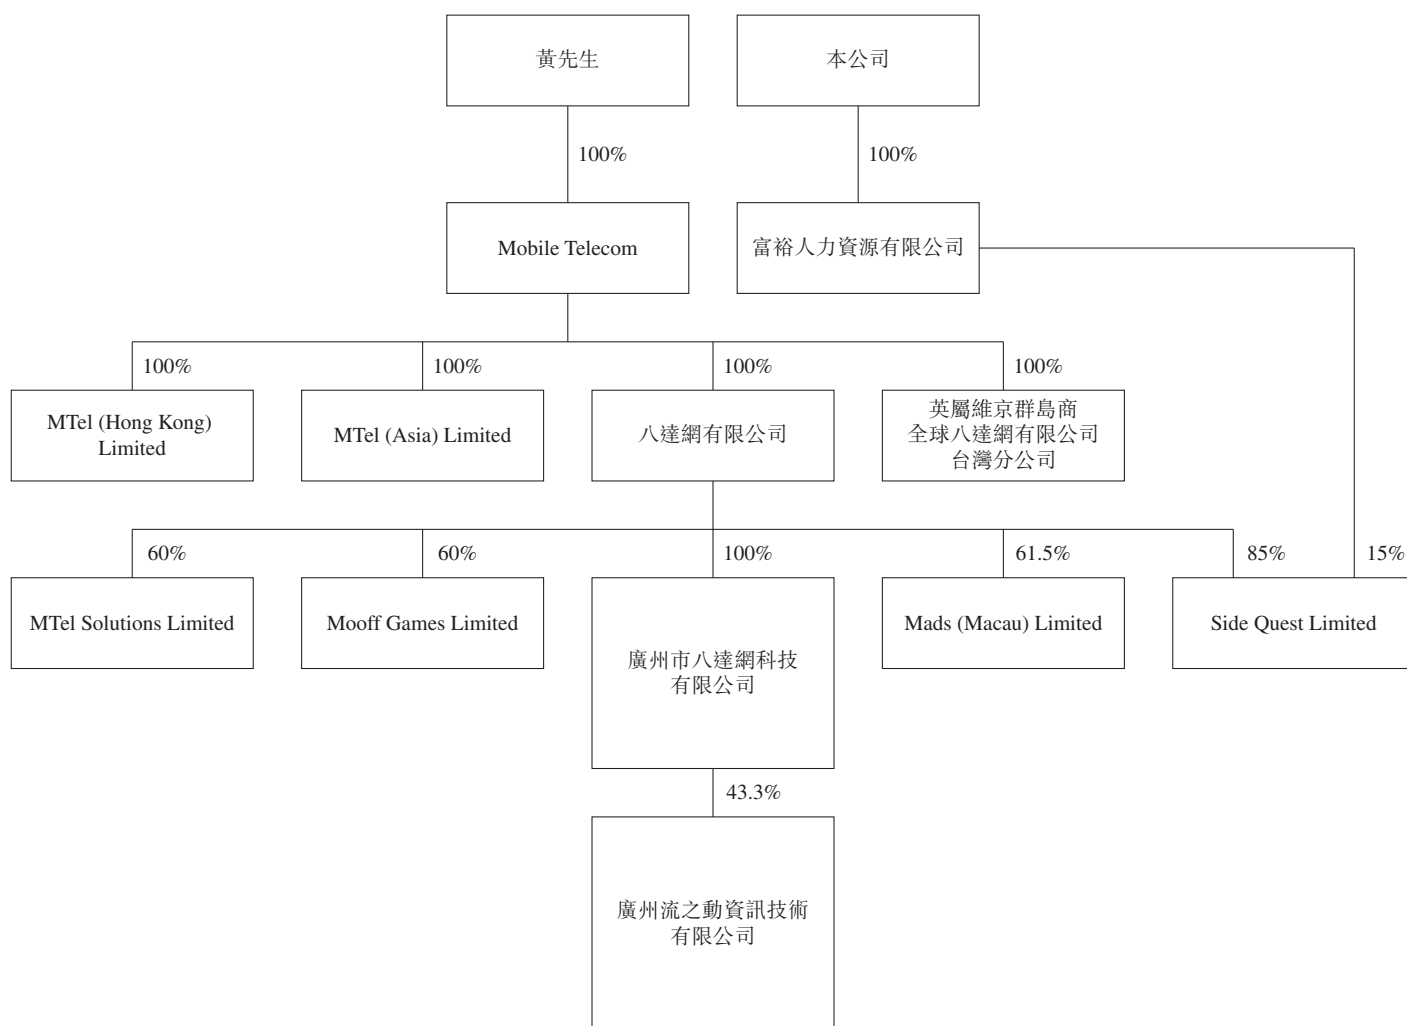 黃先生
本公司
100%
100%
Mobile Telecom
富裕人力資源有限公司
100%
100%
100%
100%
MTel (Hong Kong)
Limited
MTel (Asia) Limited
八達網有限公司
英屬維京群島商
全球八達網有限公司
台灣分公司
60%
60%
100%
61.5%
85%
15%
MTel Solutions Limited
Mooff Games Limited
廣州市八達網科技
有限公司
Mads (Macau) Limited
Side Quest Limited
43.3%
廣州流之動資訊技術
有限公司